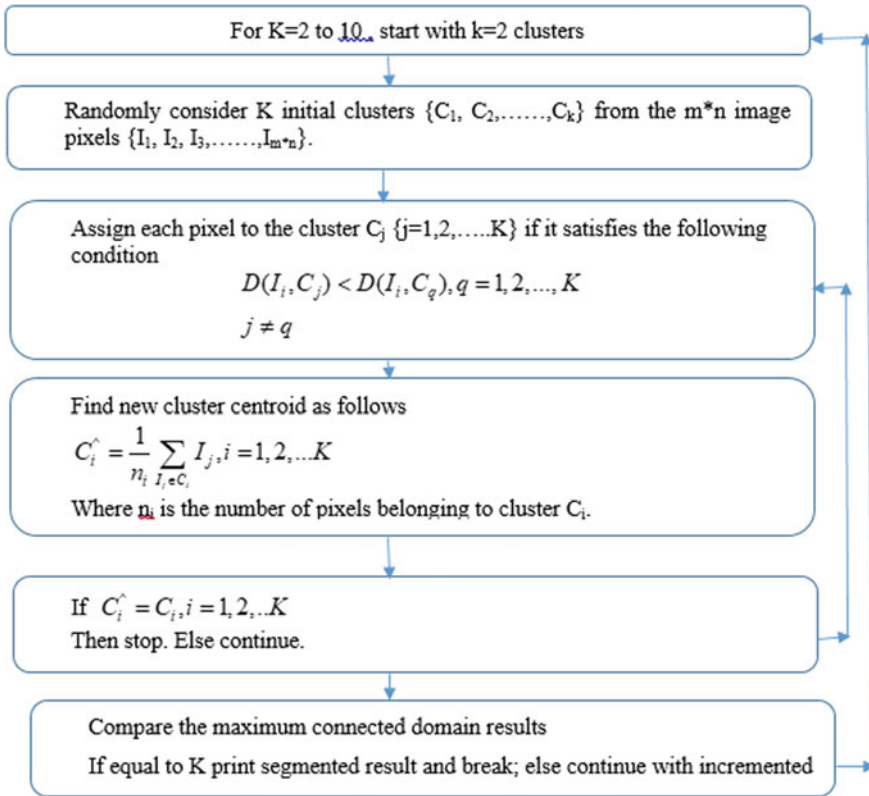 For K=2 to 10 , start with k=2 clusters
Randomly consider K initial clusters {C₁, C₂,……,Cₖ} from the m*n image
pixels {I₁, I₂, I₃,……,Iₘ*ₙ}.
Assign each pixel to the cluster Cⱼ {j=1,2,…..K} if it satisfies the following
condition
D(Iᵢ,Cⱼ) < D(Iᵢ,C_q), q = 1, 2, ..., K
j ≠ q
Find new cluster centroid as follows
Cᵢ^ = 1/nᵢ ∑_{Iⱼ∈Cᵢ} Iⱼ, i = 1, 2, ...K
Where nᵢ is the number of pixels belonging to cluster Cᵢ.
If Cᵢ^ = Cᵢ, i = 1, 2, ..K
Then stop. Else continue.
Compare the maximum connected domain results
If equal to K print segmented result and break; else continue with incremented